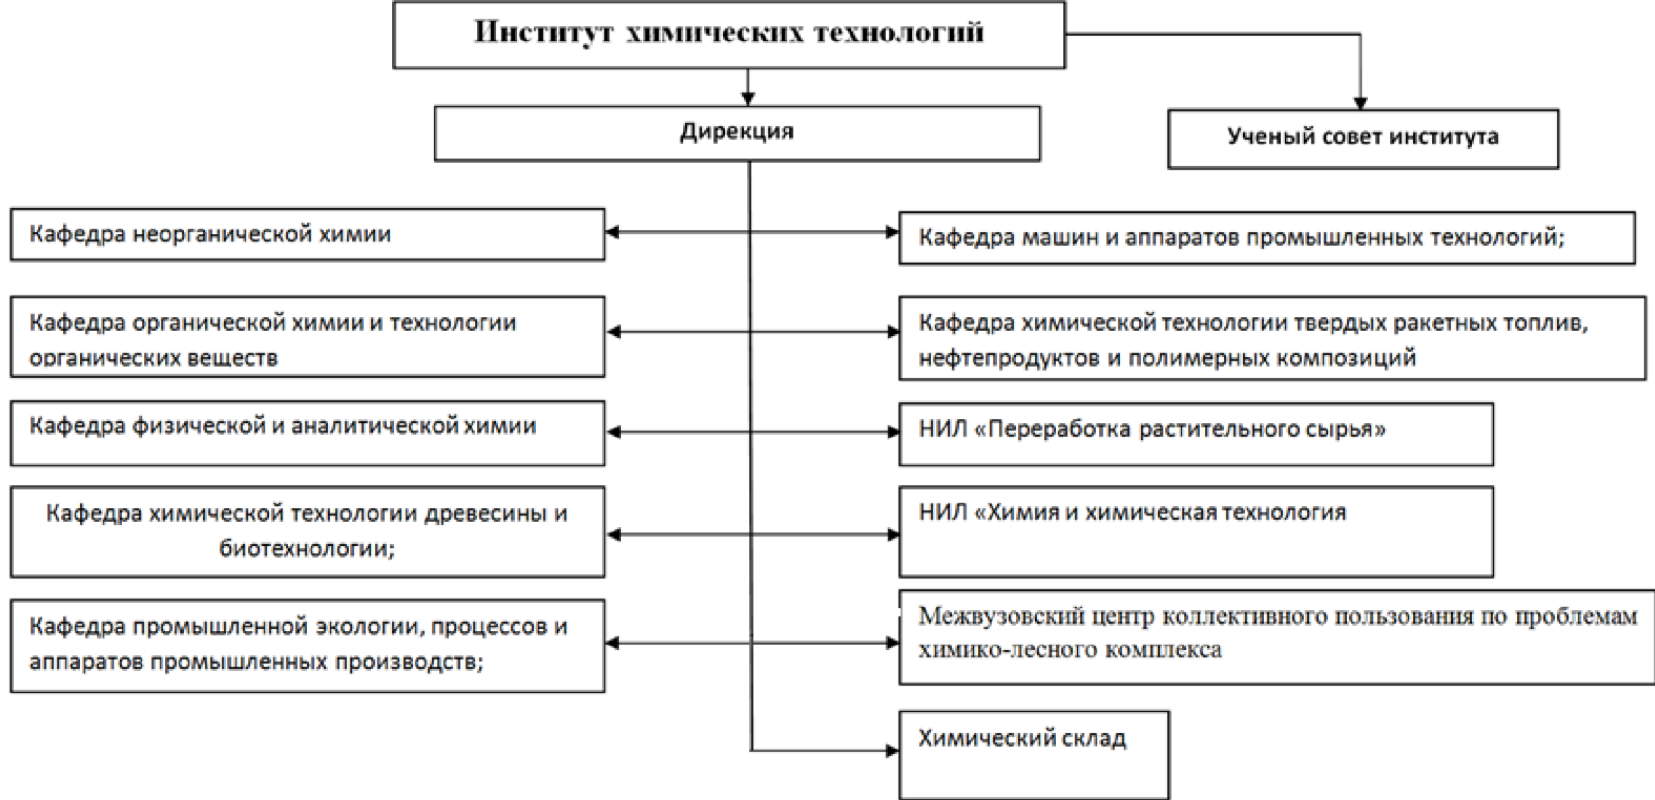 Институт химических технологий
Дирекция
Ученый совет института
Кафедра неорганической химии
Кафедра машин и аппаратов промышленных технологий;
Кафедра органической химии и технологии
органических веществ
Кафедра химической технологии твердых ракетных топлив,
нефтепродуктов и полимерных композиций
Кафедра физической и аналитической химии
НИЛ «Переработка растительного сырья»
Кафедра химической технологии древесины и
биотехнологии;
НИЛ «Химия и химическая технология
Кафедра промышленной экологии, процессов и
аппаратов промышленных производств;
Межвузовский центр коллективного пользования по проблемам
химико-лесного комплекса
Химический склад